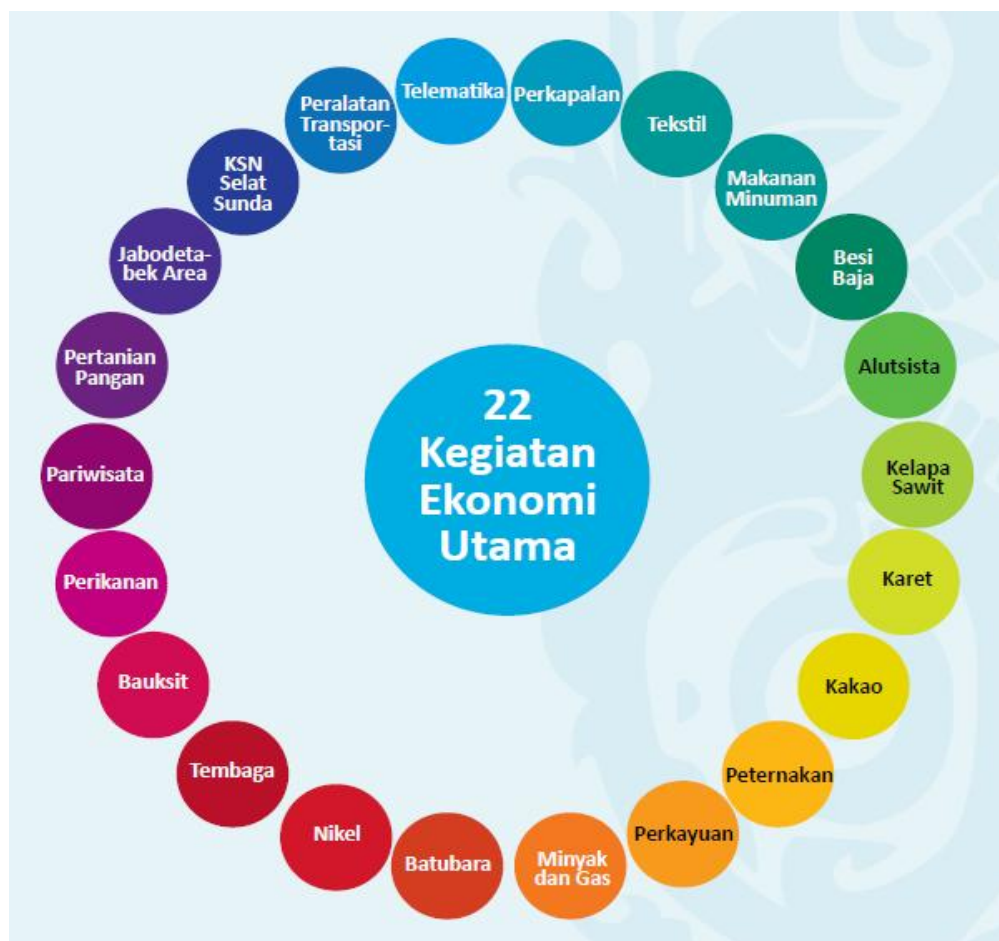 22
Kegiatan
Ekonomi
Utama
Telematika
Perkapalan
Tekstil
Makanan
Minuman
Besi
Baja
Alutsista
Kelapa
Sawit
Karet
Kakao
Peternakan
Perkayuan
Minyak
dan Gas
Batubara
Nikel
Tembaga
Bauksit
Perikanan
Pariwisata
Pertanian
Pangan
Jabodeta-
bek Area
KSN
Selat
Sunda
Peralatan
Transpor-
tasi